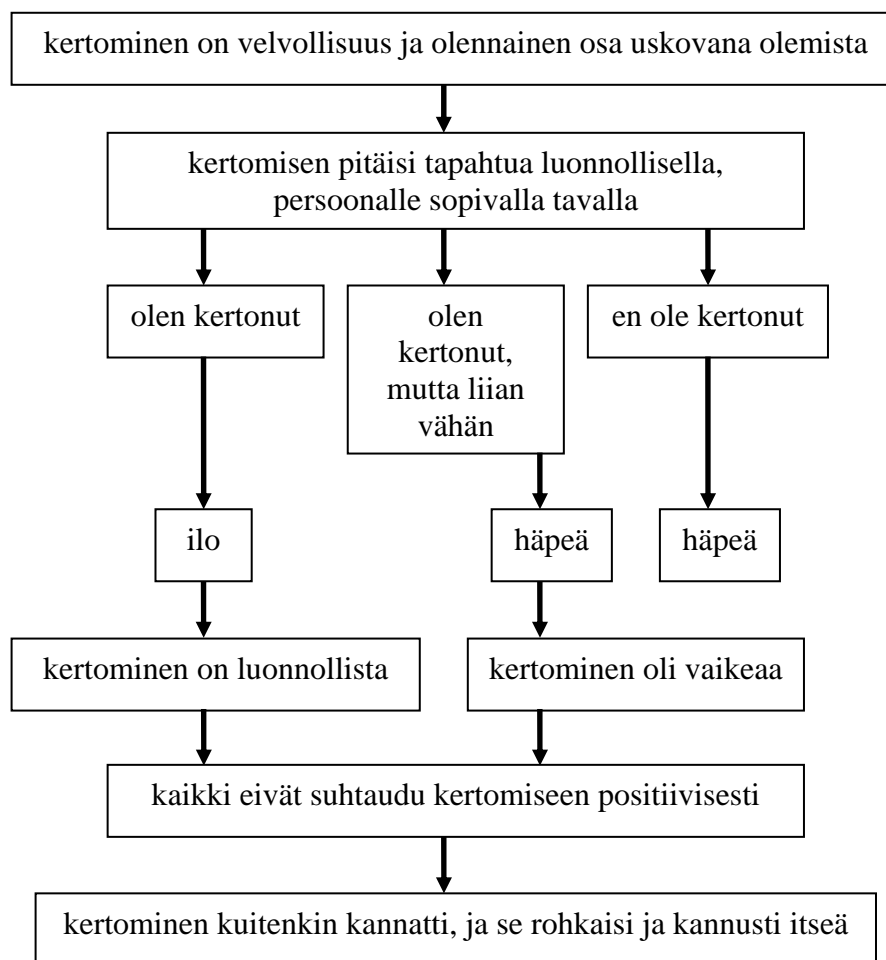 kertominen on velvollisuus ja olennainen osa uskovana olemista
kertomisen pitäisi tapahtua luonnollisella,
persoonalle sopivalla tavalla
olen kertonut
olen
kertonut,
mutta liian
vähän
en ole kertonut
ilo
häpeä
häpeä
kertominen on luonnollista
kertominen oli vaikeaa
kaikki eivät suhtaudu kertomiseen positiivisesti
kertominen kuitenkin kannatti, ja se rohkaisi ja kannusti itseä